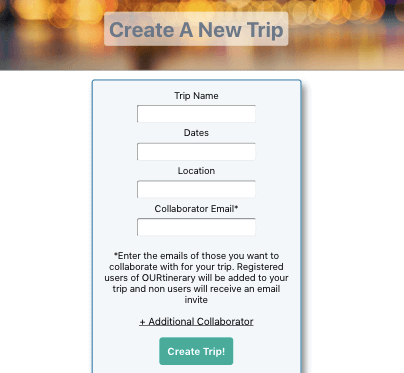 Create A New Trip
Trip Name
Dates
Location
Collaborator Email*
*Enter the emails of those you want to
collaborate with for your trip. Registered
users of OURtinerary will be added to your
trip and non users will receive an email
invite
+ Additional Collaborator
Create Trip!